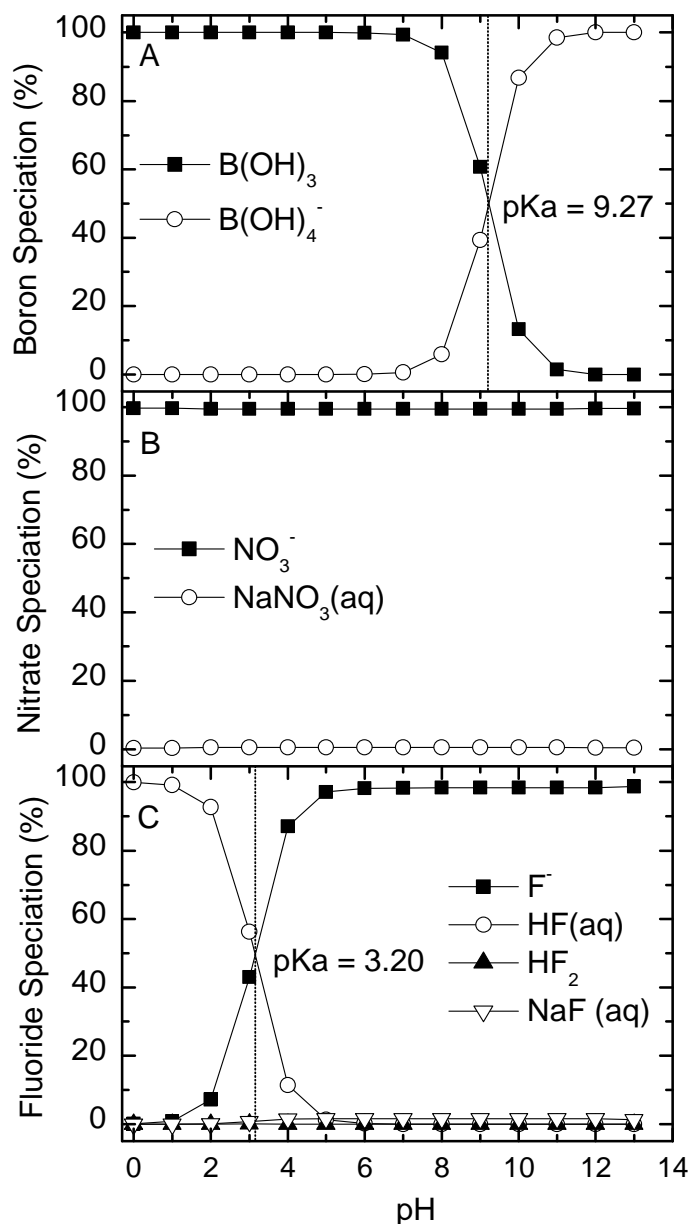 Boron Speciation (%)
100
80
60
40
20
0
A
B(OH)₃
B(OH)₄⁻
pKa = 9.27
Nitrate Speciation (%)
100
80
60
40
20
0
B
NO₃⁻
NaNO₃(aq)
Fluoride Speciation (%)
100
80
60
40
20
0
C
F⁻
HF(aq)
HF₂
NaF (aq)
pKa = 3.20
0 2 4 6 8 10 12 14
pH